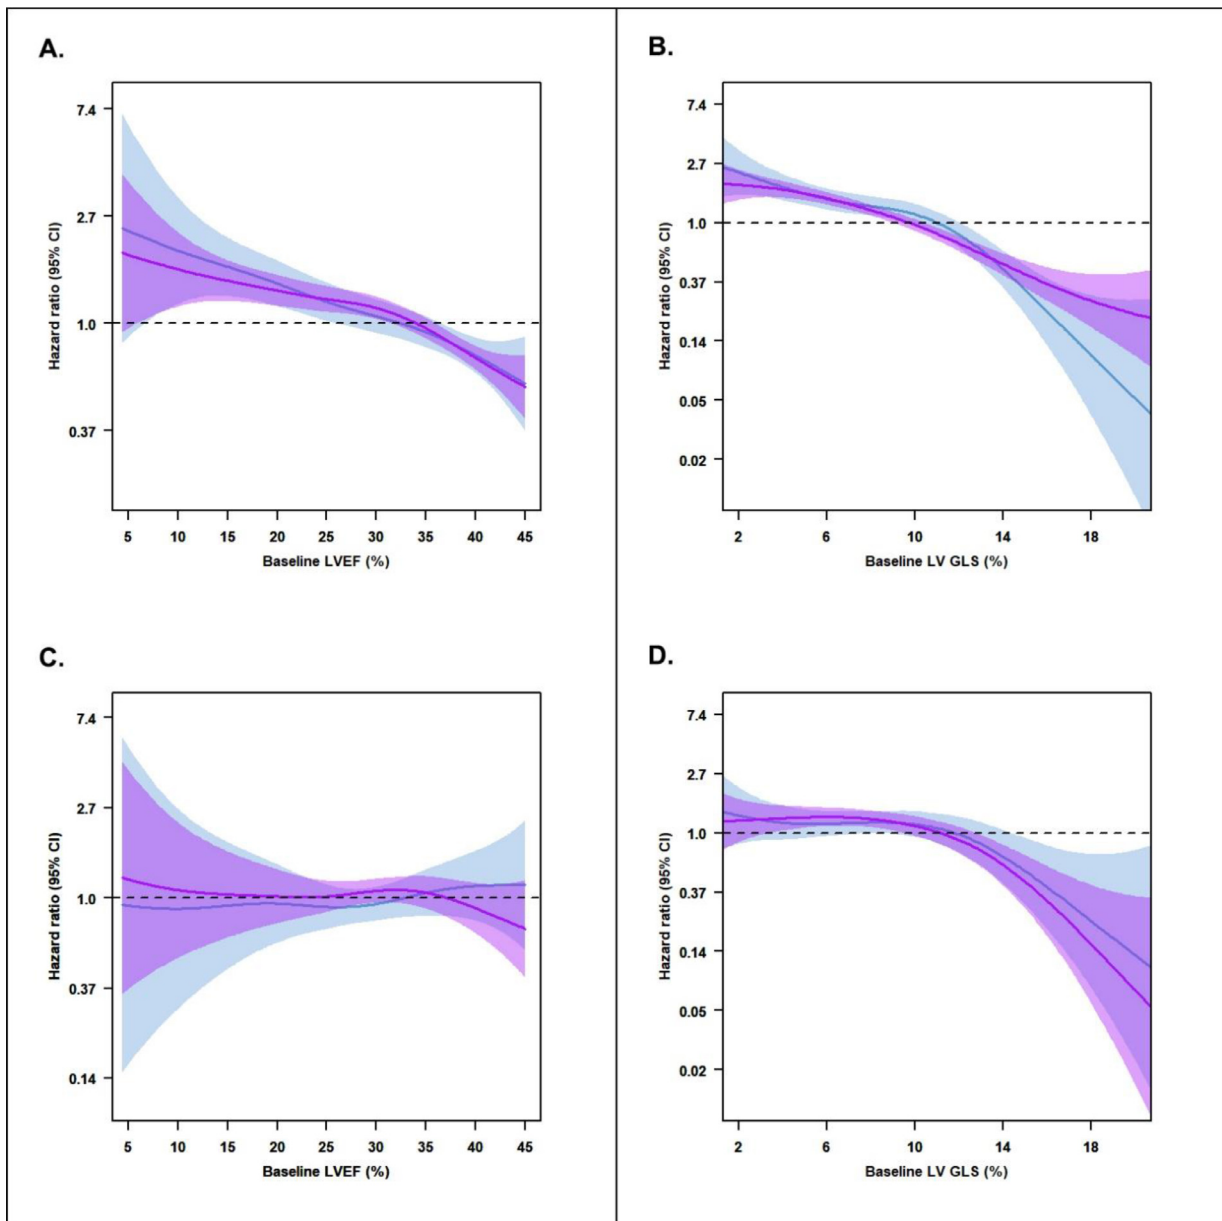 A.
7.4
2.7
1.0
0.37
Hazard ratio (95% CI)
5 10 15 20 25 30 35 40 45
Baseline LVEF (%)
B.
7.4
2.7
1.0
0.37
0.14
0.05
0.02
Hazard ratio (95% CI)
2 6 10 14 18
Baseline LV GLS (%)
C.
7.4
2.7
1.0
0.37
0.14
Hazard ratio (95% CI)
5 10 15 20 25 30 35 40 45
Baseline LVEF (%)
D.
7.4
2.7
1.0
0.37
0.14
0.05
0.02
Hazard ratio (95% CI)
2 6 10 14 18
Baseline LV GLS (%)